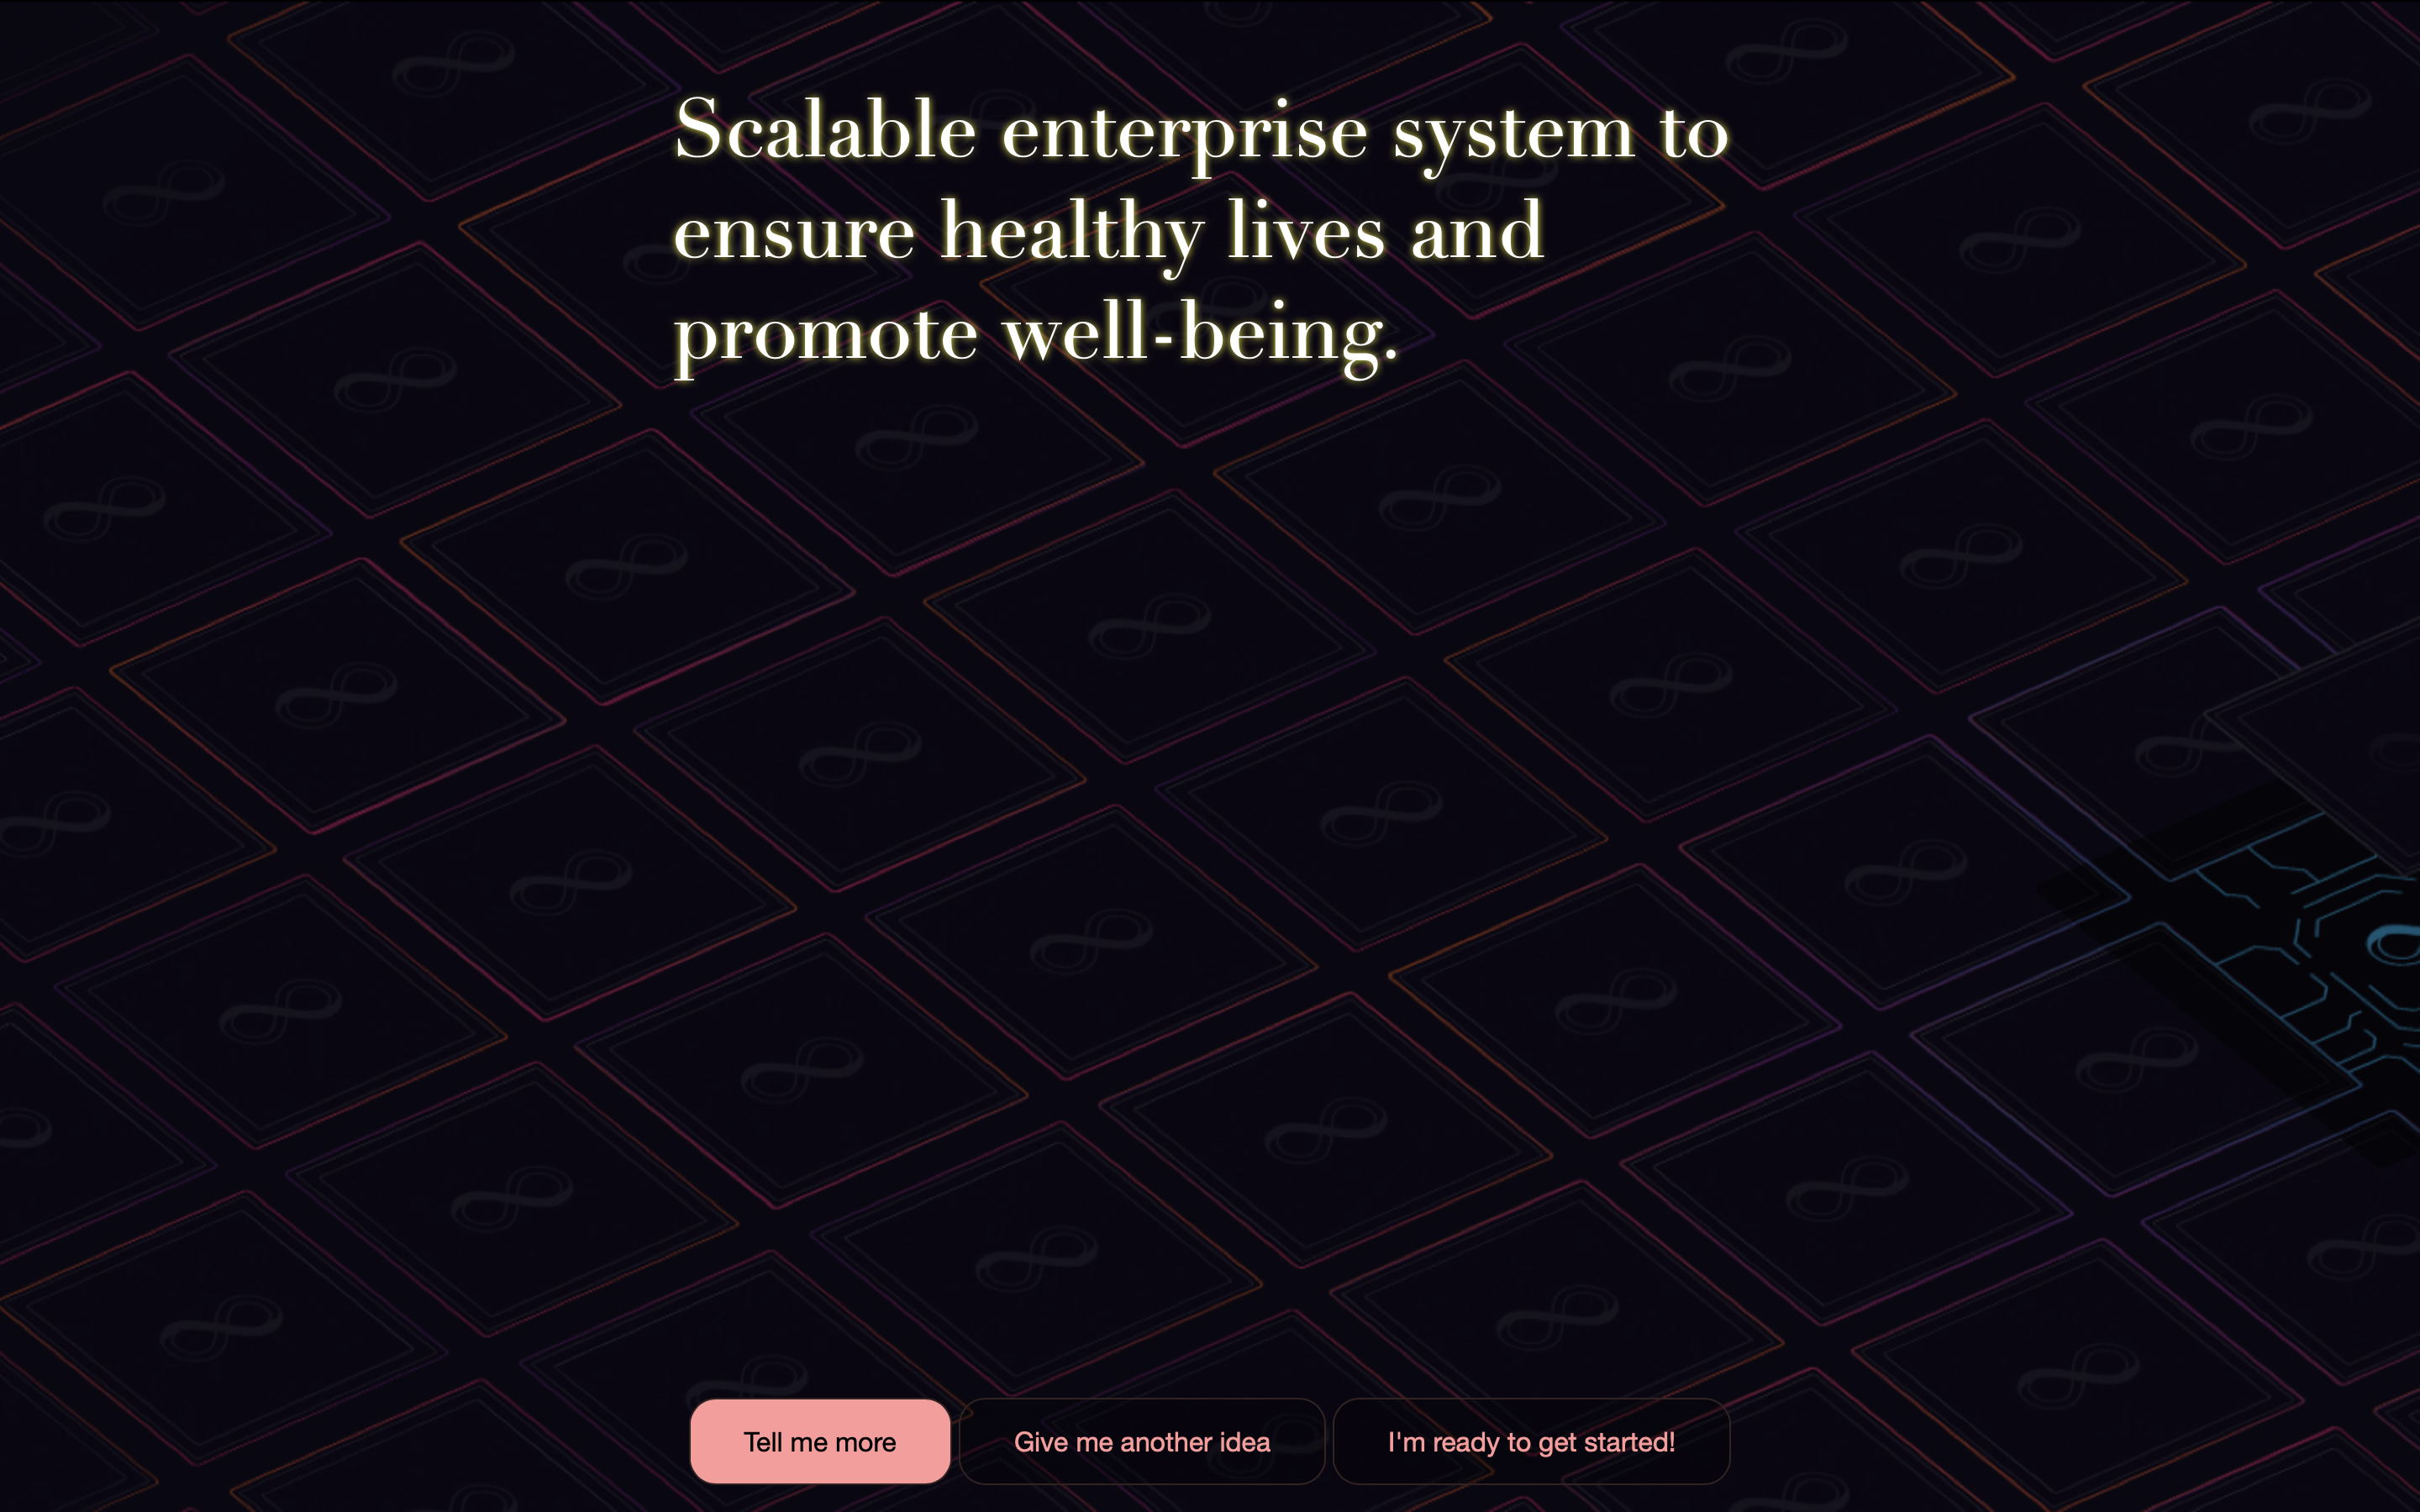 Scalable enterprise system to
ensure healthy lives and
promote well-being.
Tell me more
Give me another idea
I'm ready to get started!